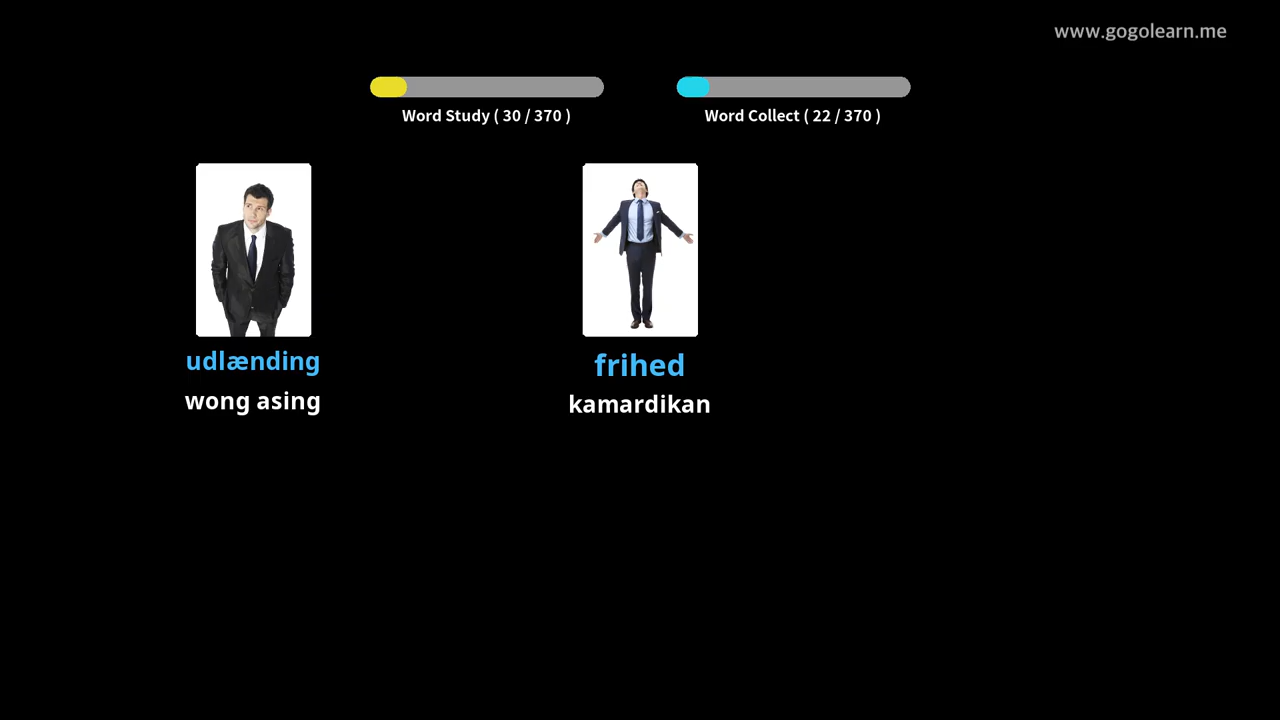 www.gogolearn.me
Word Study ( 30 / 370 )
Word Collect ( 22 / 370 )
udlænding
wong asing
frihed
kamardikan